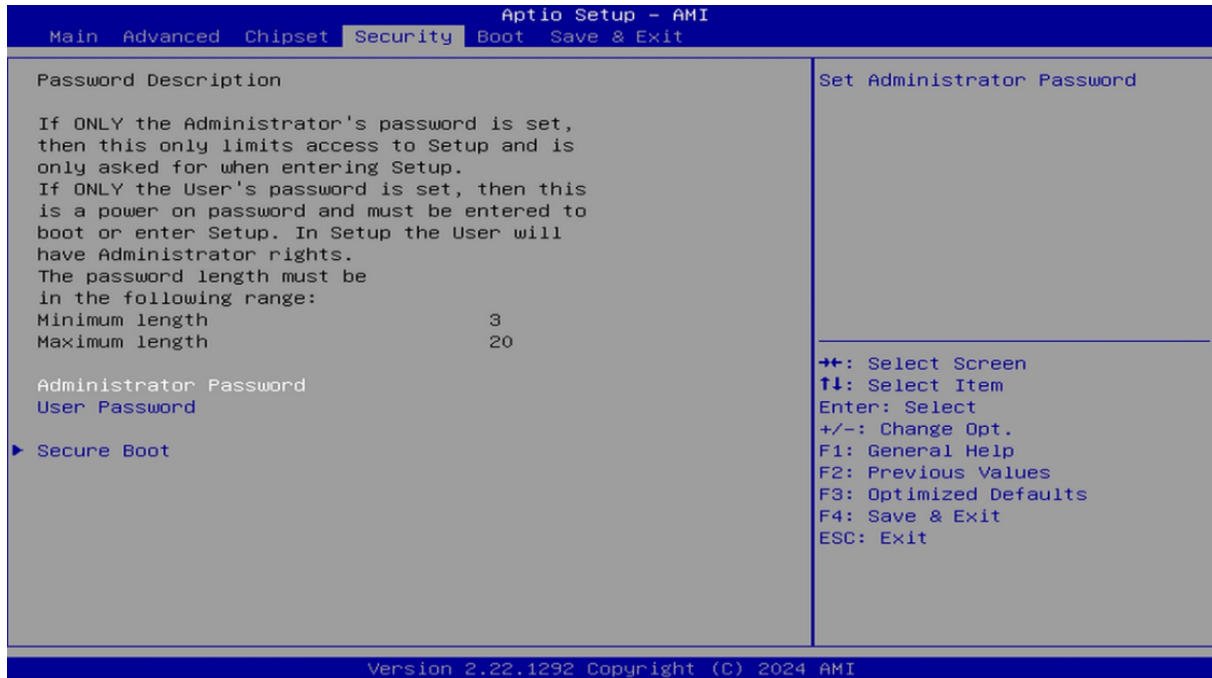 Aptio Setup – AMI
Main Advanced Chipset Security Boot Save & Exit
Password Description
If ONLY the Administrator's password is set,
then this only limits access to Setup and is
only asked for when entering Setup.
If ONLY the User's password is set, then this
is a power on password and must be entered to
boot or enter Setup. In Setup the User will
have Administrator rights.
The password length must be
in the following range:
Minimum length 3
Maximum length 20
Administrator Password
User Password
► Secure Boot
Set Administrator Password
→←: Select Screen
↑↓: Select Item
Enter: Select
+/-: Change Opt.
F1: General Help
F2: Previous Values
F3: Optimized Defaults
F4: Save & Exit
ESC: Exit
Version 2.22.1292 Copyright (C) 2024 AMI